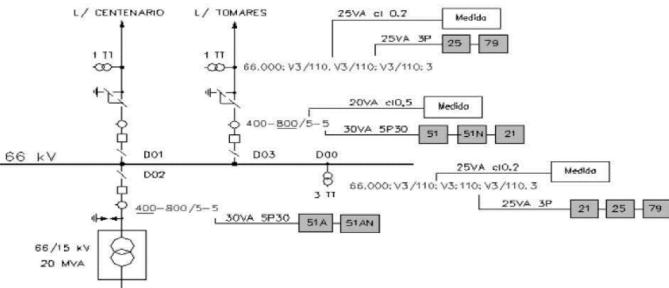 L/ CENTENARIO
L/ TOMARES
25VA cl 0.2
Medida
1 TT
1 TT
25VA 3P
25
79
66.000: V3/110, V3/110; V3/110; 3
20VA cl0,5
Medida
400-800/5-5
30VA 5P30
51
51N
21
66 kV
D01
D03
D00
D02
3 TT
25VA cl0.2
Medida
66.000; V3/110; V3;110; V3/110, 3
25VA 3P
21
25
79
400-800/5-5
30VA 5P30
51A
51AN
66/15 kV
20 MVA